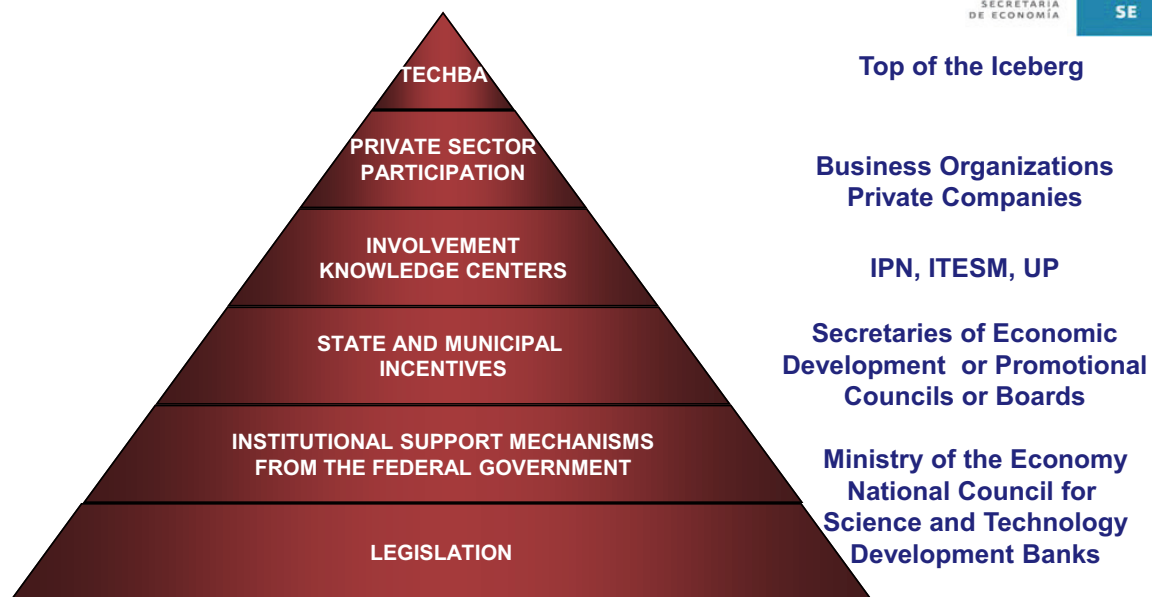 SECRETARÍA
DE ECONOMÍA
SE
TECHBA
Top of the Iceberg
PRIVATE SECTOR
PARTICIPATION
Business Organizations
Private Companies
INVOLVEMENT
KNOWLEDGE CENTERS
IPN, ITESM, UP
STATE AND MUNICIPAL
INCENTIVES
Secretaries of Economic
Development or Promotional
Councils or Boards
INSTITUTIONAL SUPPORT MECHANISMS
FROM THE FEDERAL GOVERNMENT
Ministry of the Economy
National Council for
Science and Technology
Development Banks
LEGISLATION